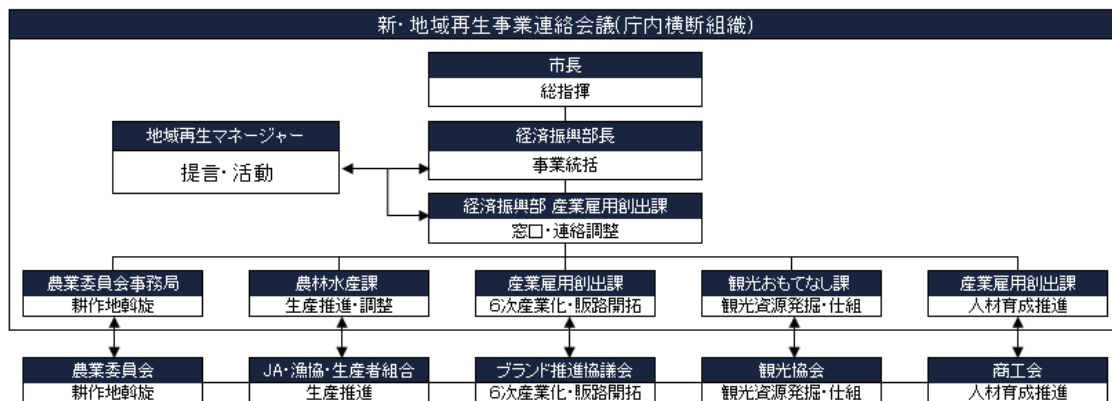 新・地域再生事業連絡会議(庁内横断組織)
市長
総指揮
地域再生マネージャー
提言・活動
経済振興部長
事業統括
経済振興部 産業雇用創出課
窓口・連絡調整
農業委員会事務局
耕作地斡旋
農林水産課
生産推進・調整
産業雇用創出課
6次産業化・販路開拓
観光おもてなし課
観光資源発掘・仕組
産業雇用創出課
人材育成推進
農業委員会
耕作地斡旋
JA・漁協・生産者組合
生産推進
ブランド推進協議会
6次産業化・販路開拓
観光協会
観光資源発掘・仕組
商工会
人材育成推進